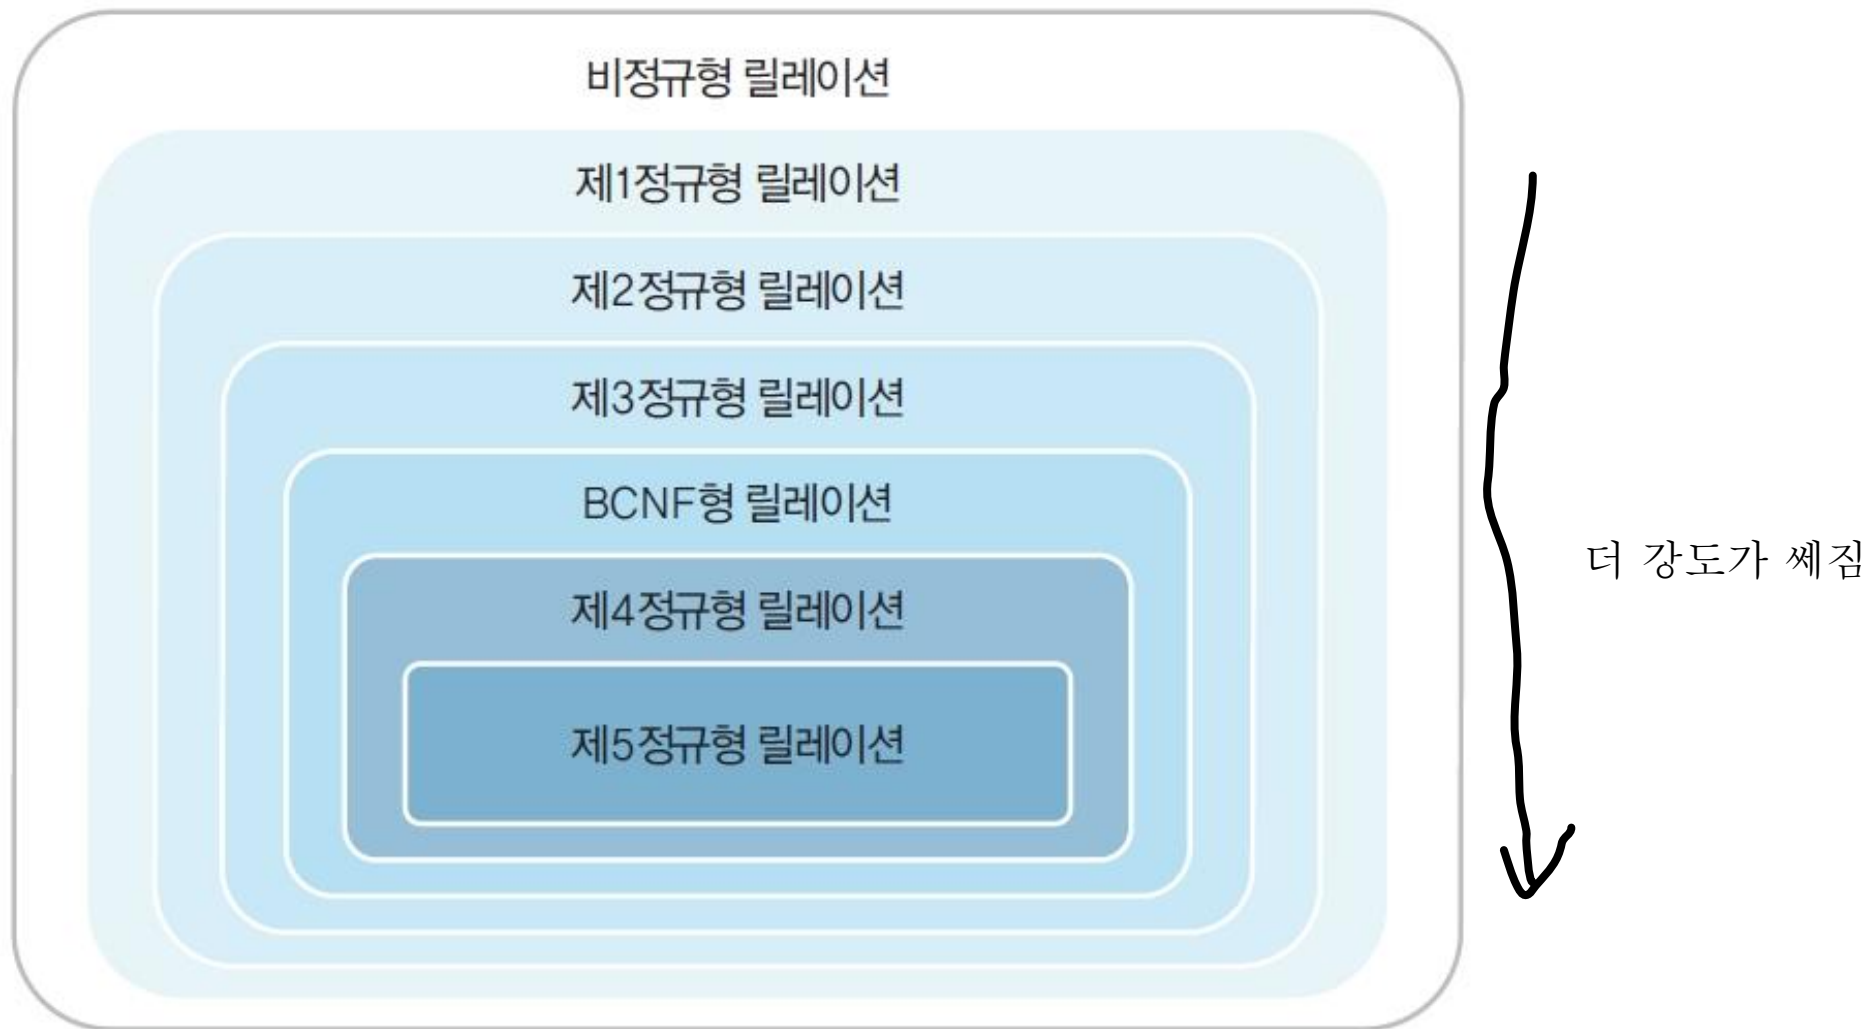 비정규형 릴레이션
제1정규형 릴레이션
제2정규형 릴레이션
제3정규형 릴레이션
BCNF형 릴레이션
제4정규형 릴레이션
제5정규형 릴레이션
더 강도가 쎄짐